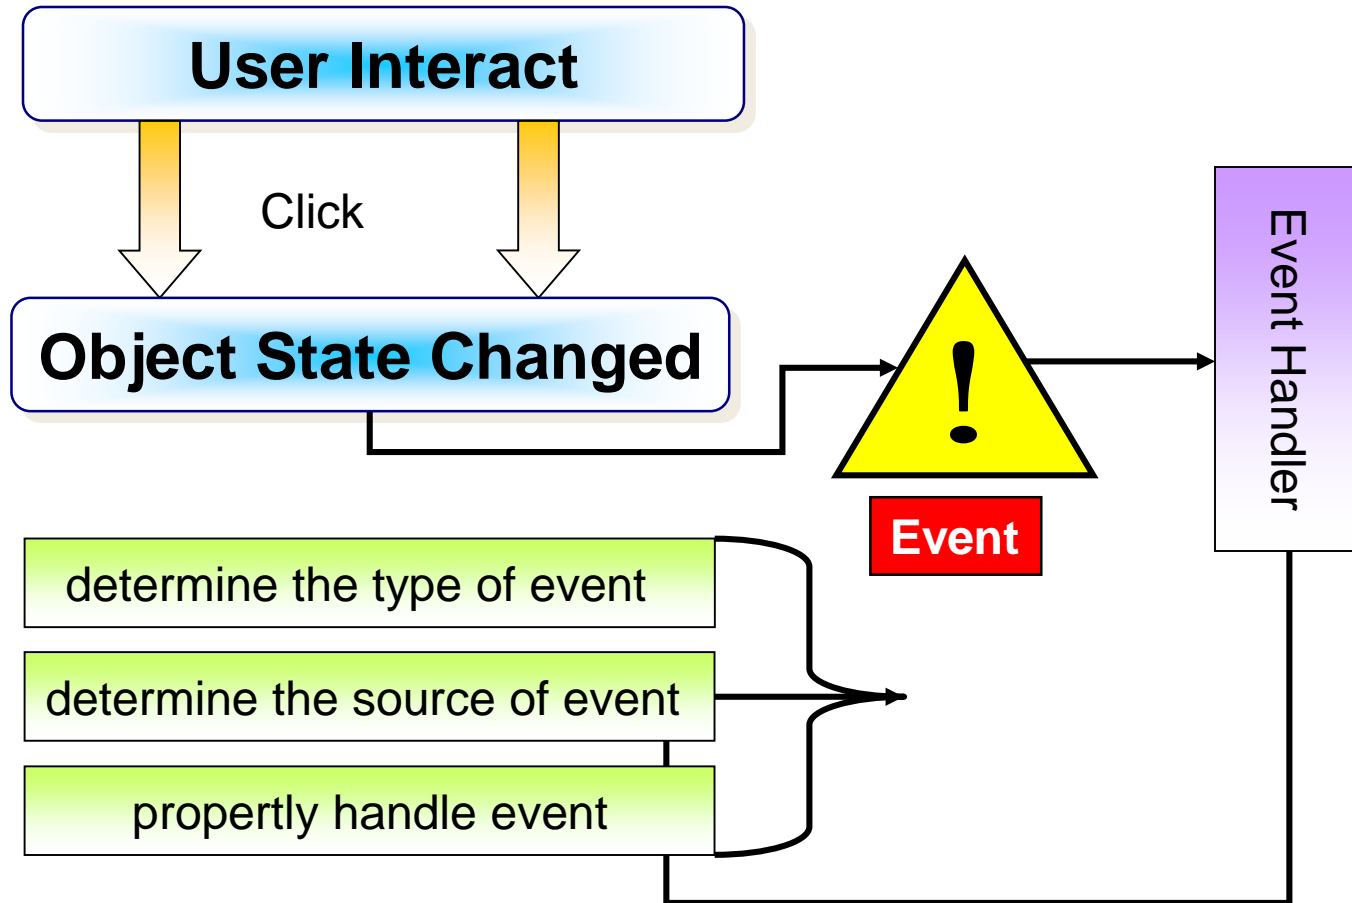 User Interact
Click
Object State Changed
!
Event
Event Handler
determine the type of event
determine the source of event
propertly handle event